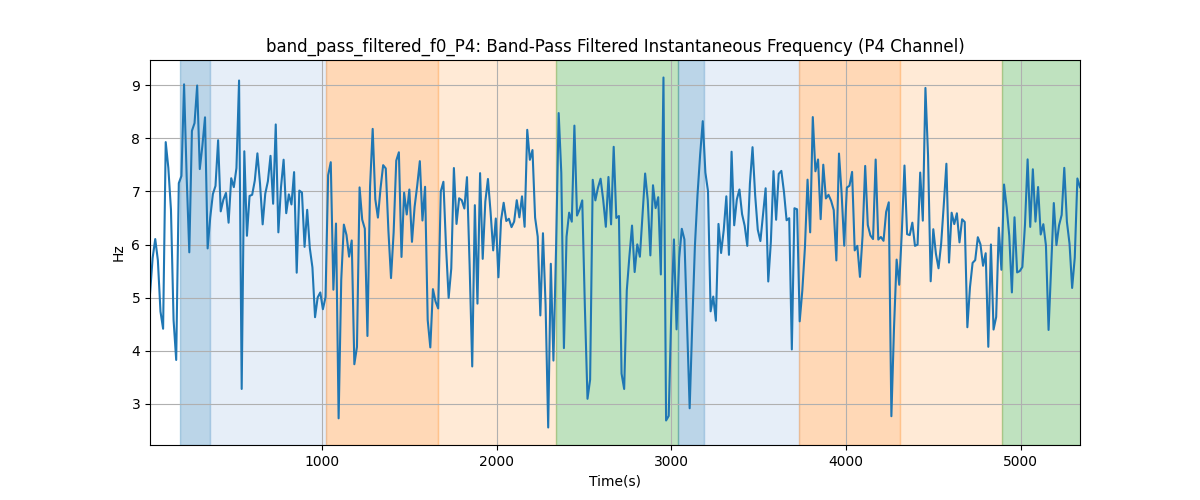 band_pass_filtered_f0_P4: Band-Pass Filtered Instantaneous Frequency (P4 Channel)
Hz
9
8
7
6
5
4
3
1000 2000 3000 4000 5000
Time(s)